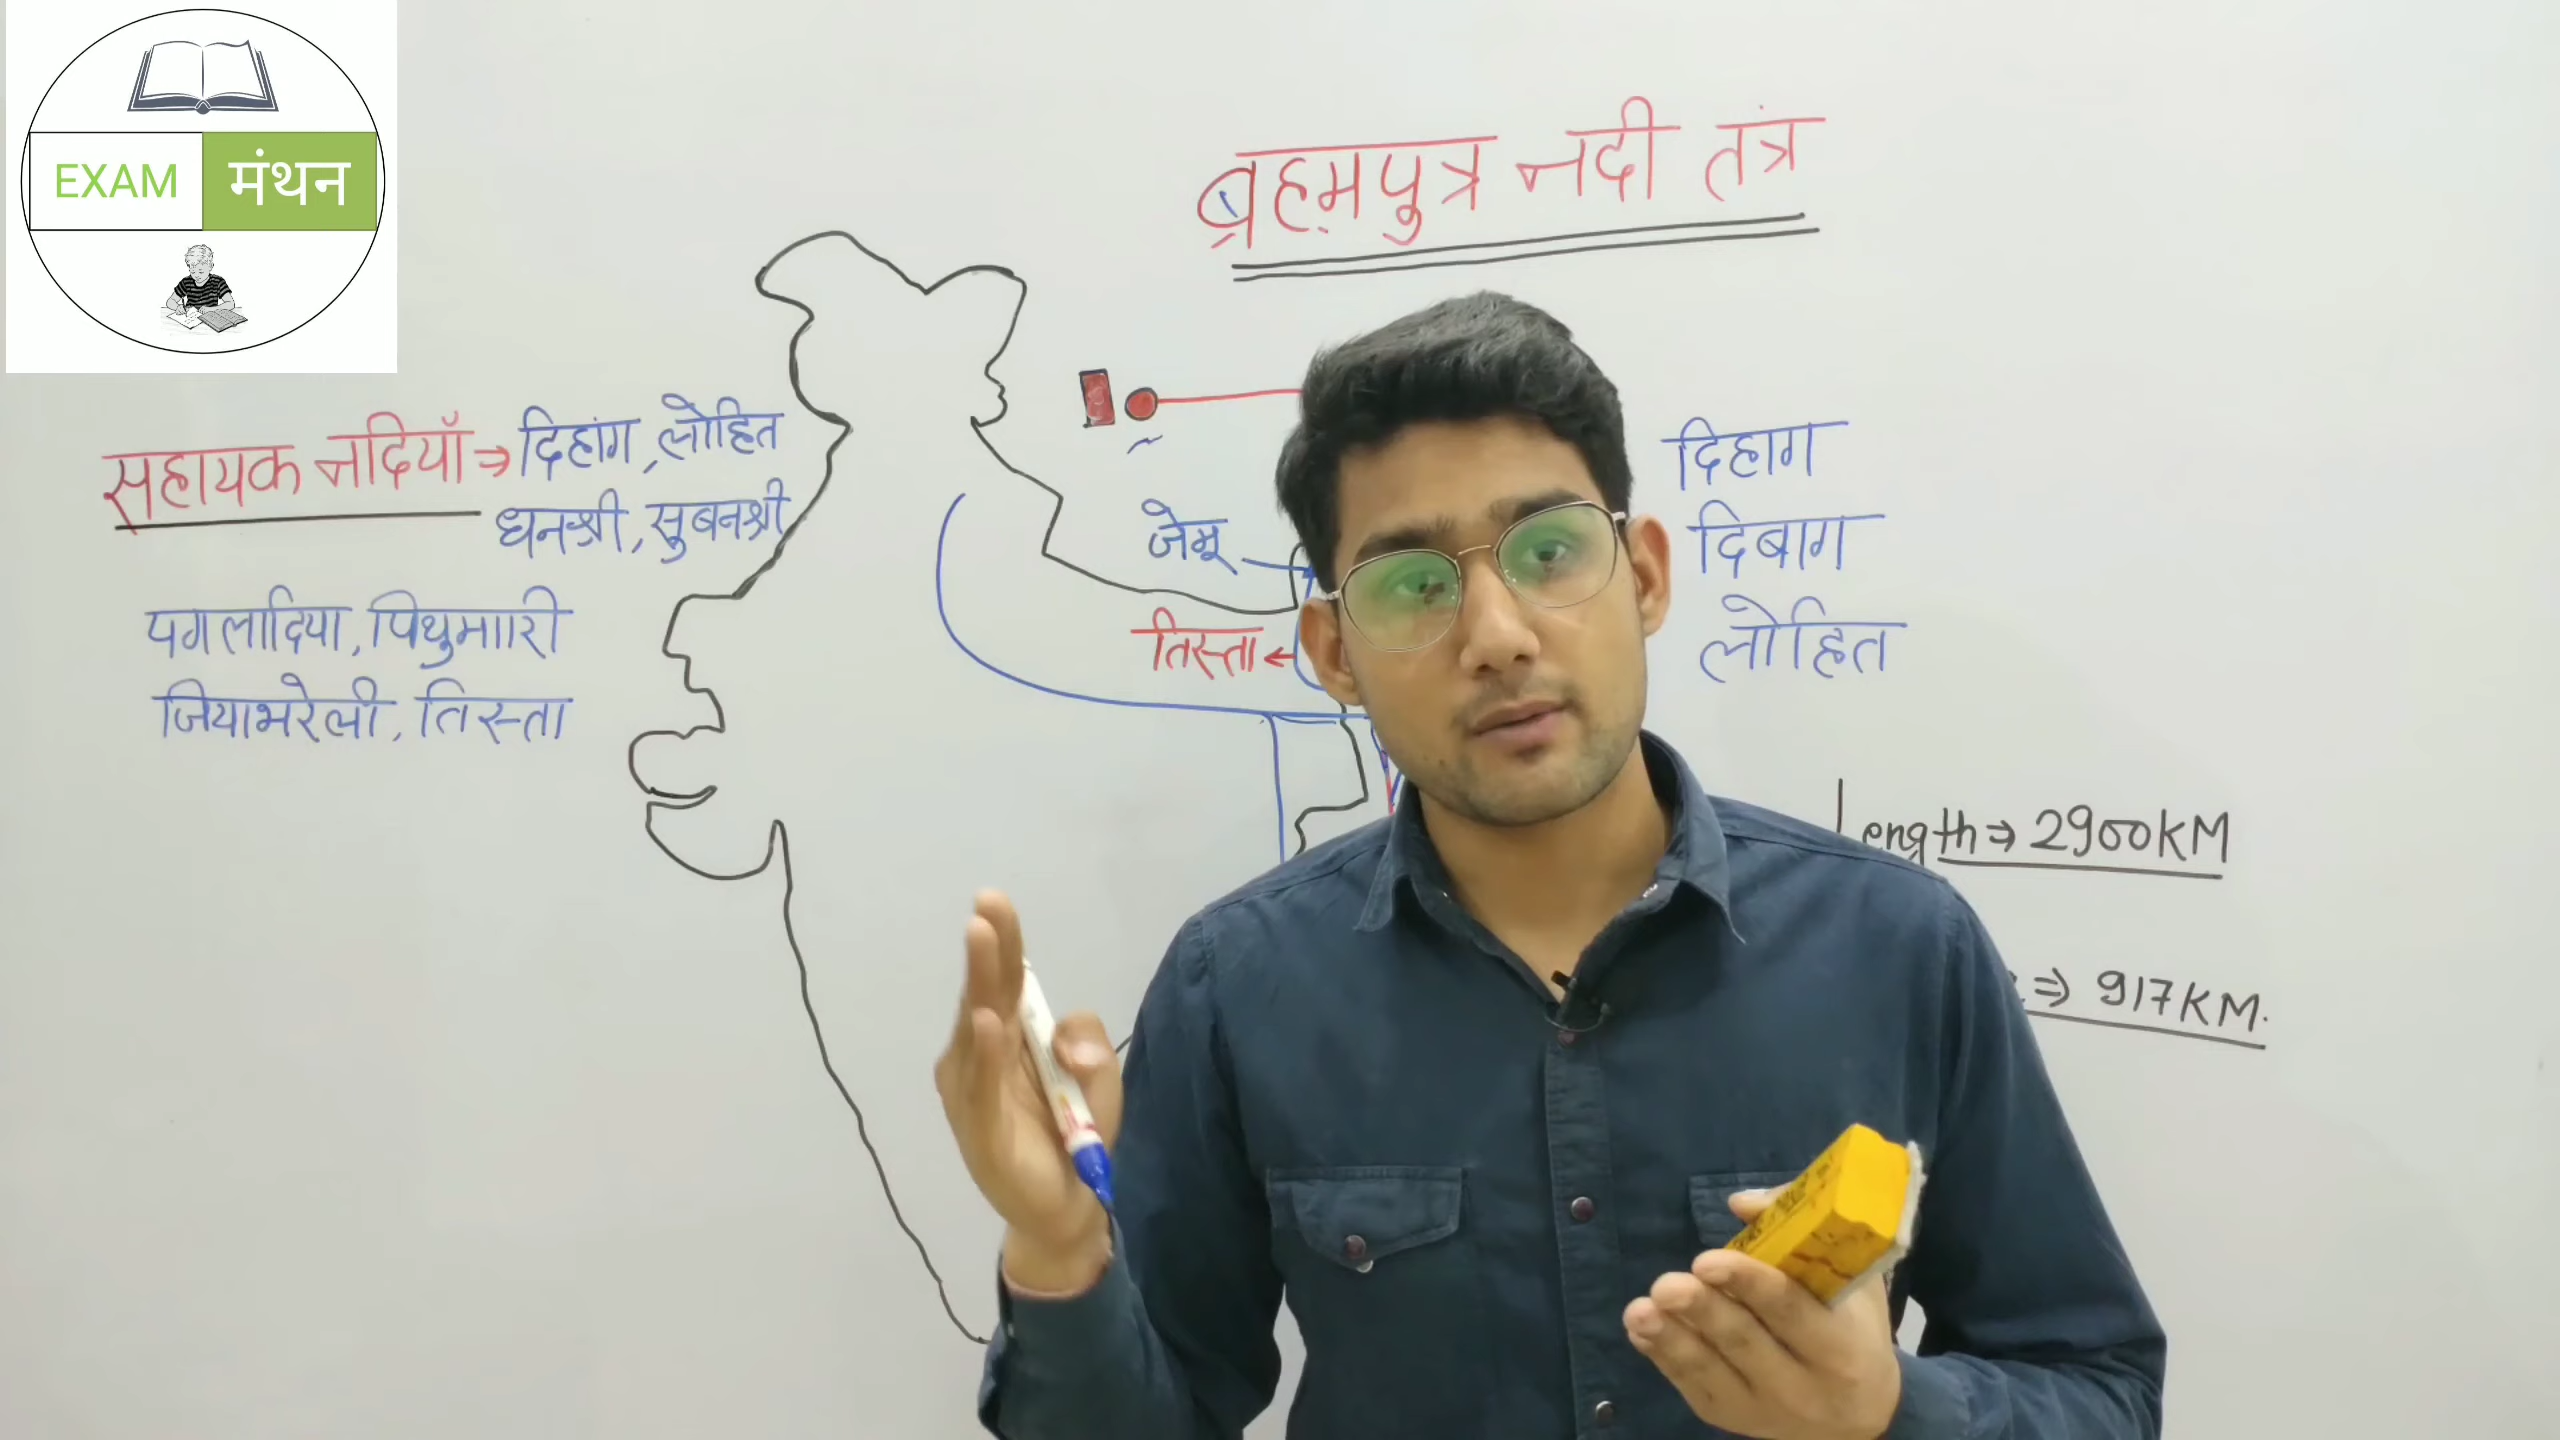 EXAM मंथन
ब्रह्मपुत्र नदी तंत्र
सहायक नदियाँ ⇒ दिहांग, लोहित
धनश्री, सुबनश्री
पगलादिया, पिथुमारी
जियाभरेली, तिस्ता
जेमू
तिस्ता ←
दिहाग
दिबाग
लोहित
Length ⇒ 2900KM
⇒ 917KM.